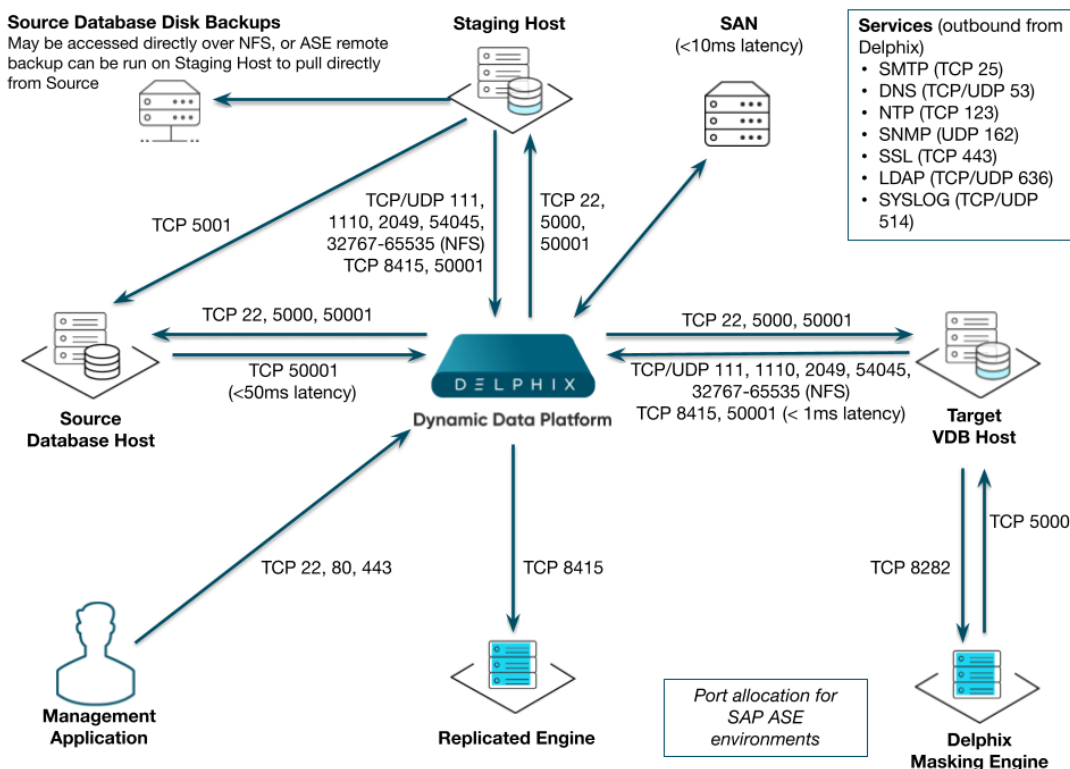 Source Database Disk Backups
May be accessed directly over NFS, or ASE remote
backup can be run on Staging Host to pull directly
from Source
Staging Host
SAN
(<10ms latency)
Services (outbound from
Delphix)
• SMTP (TCP 25)
• DNS (TCP/UDP 53)
• NTP (TCP 123)
• SNMP (UDP 162)
• SSL (TCP 443)
• LDAP (TCP/UDP 636)
• SYSLOG (TCP/UDP
514)
TCP 5001
TCP/UDP 111,
1110, 2049, 54045,
32767-65535 (NFS)
TCP 8415, 50001
TCP 22,
5000,
50001
TCP 22, 5000, 50001
TCP 50001
(<50ms latency)
Source
Database Host
DELPHIX
Dynamic Data Platform
TCP 22, 5000, 50001
TCP/UDP 111, 1110, 2049, 54045,
32767-65535 (NFS)
TCP 8415, 50001 (< 1ms latency)
Target
VDB Host
TCP 22, 80, 443
TCP 8415
TCP 8282
TCP 5000
Management
Application
Replicated Engine
Port allocation for
SAP ASE
environments
Delphix
Masking Engine